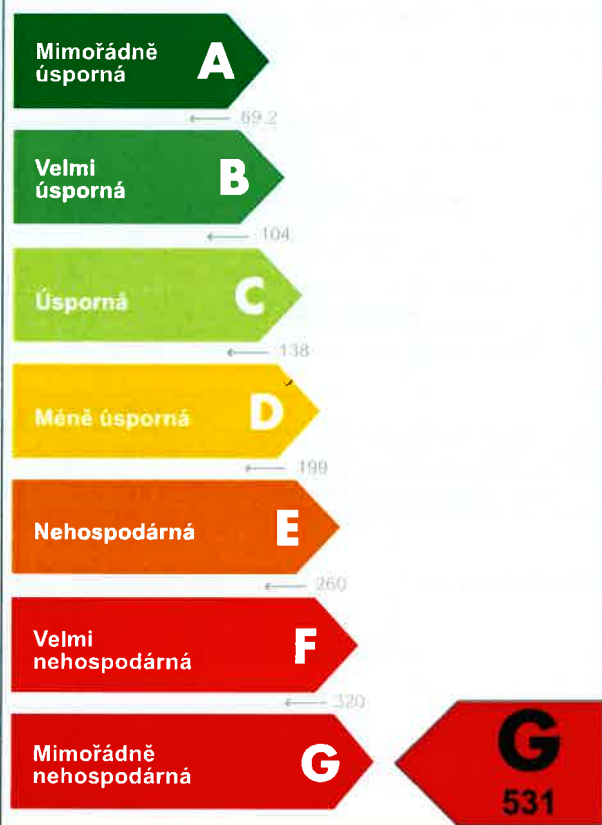 Mimořádně
úsporná
A
69.2
Velmi
úsporná
B
104
Úsporná
C
138
Méně úsporná
D
199
Nehospodárná
E
260
Velmi
nehospodárná
F
320
Mimořádně
nehospodárná
G
G
531